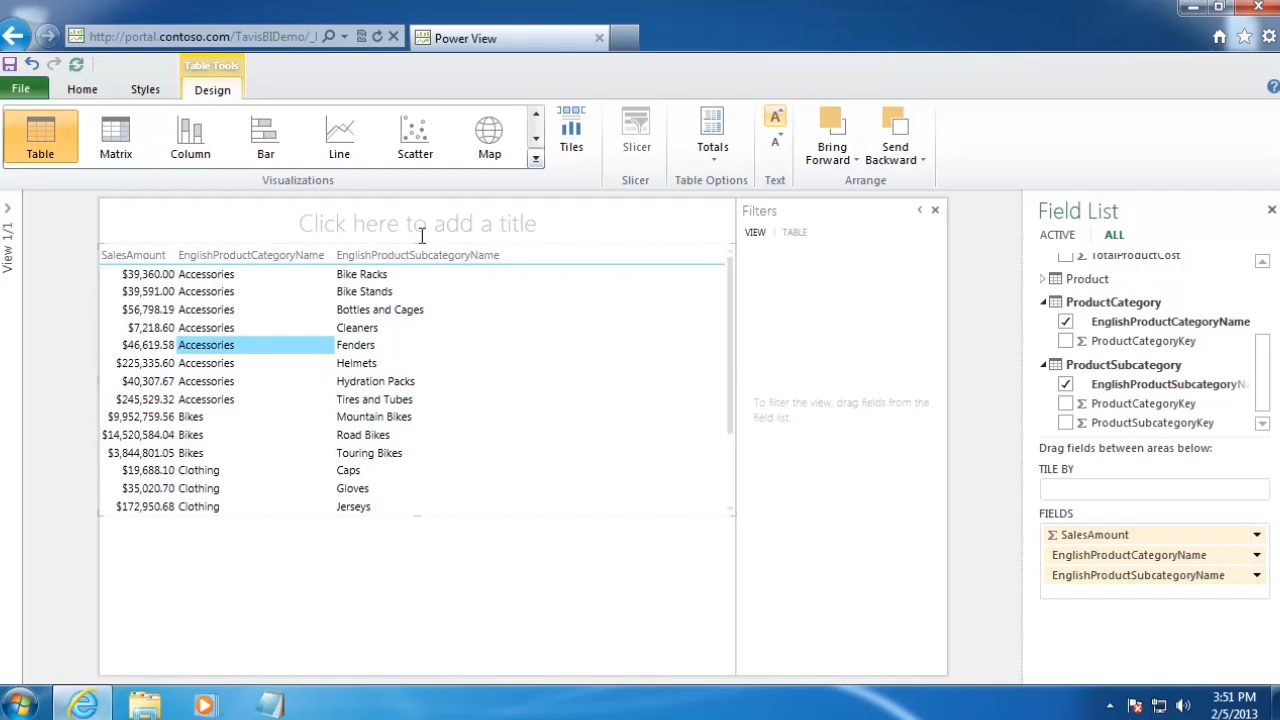 http://portal.contoso.com/TavisBIDemo/_l
Power View
Table Tools
File Home Styles Design
Table Matrix Column Bar Line Scatter Map Tiles Slicer Totals A A Bring Forward Send Backward
Visualizations Slicer Table Options Text Arrange
View 1/1
Click here to add a title
SalesAmount EnglishProductCategoryName EnglishProductSubcategoryName
$39,360.00 Accessories Bike Racks
$39,591.00 Accessories Bike Stands
$56,798.19 Accessories Bottles and Cages
$7,218.60 Accessories Cleaners
$46,619.58 Accessories Fenders
$225,335.60 Accessories Helmets
$40,307.67 Accessories Hydration Packs
$245,529.32 Accessories Tires and Tubes
$9,952,759.56 Bikes Mountain Bikes
$14,520,584.04 Bikes Road Bikes
$3,844,801.05 Bikes Touring Bikes
$19,688.10 Clothing Caps
$35,020.70 Clothing Gloves
$172,950.68 Clothing Jerseys
Filters
VIEW TABLE
To filter the view, drag fields from the
field list.
Field List
ACTIVE ALL
Σ TotalProductCost
Product
ProductCategory
EnglishProductCategoryName
Σ ProductCategoryKey
ProductSubcategory
EnglishProductSubcategoryN
Σ ProductCategoryKey
Σ ProductSubcategoryKey
Drag fields between areas below:
TILE BY
FIELDS
Σ SalesAmount
EnglishProductCategoryName
EnglishProductSubcategoryName
3:51 PM
2/5/2013